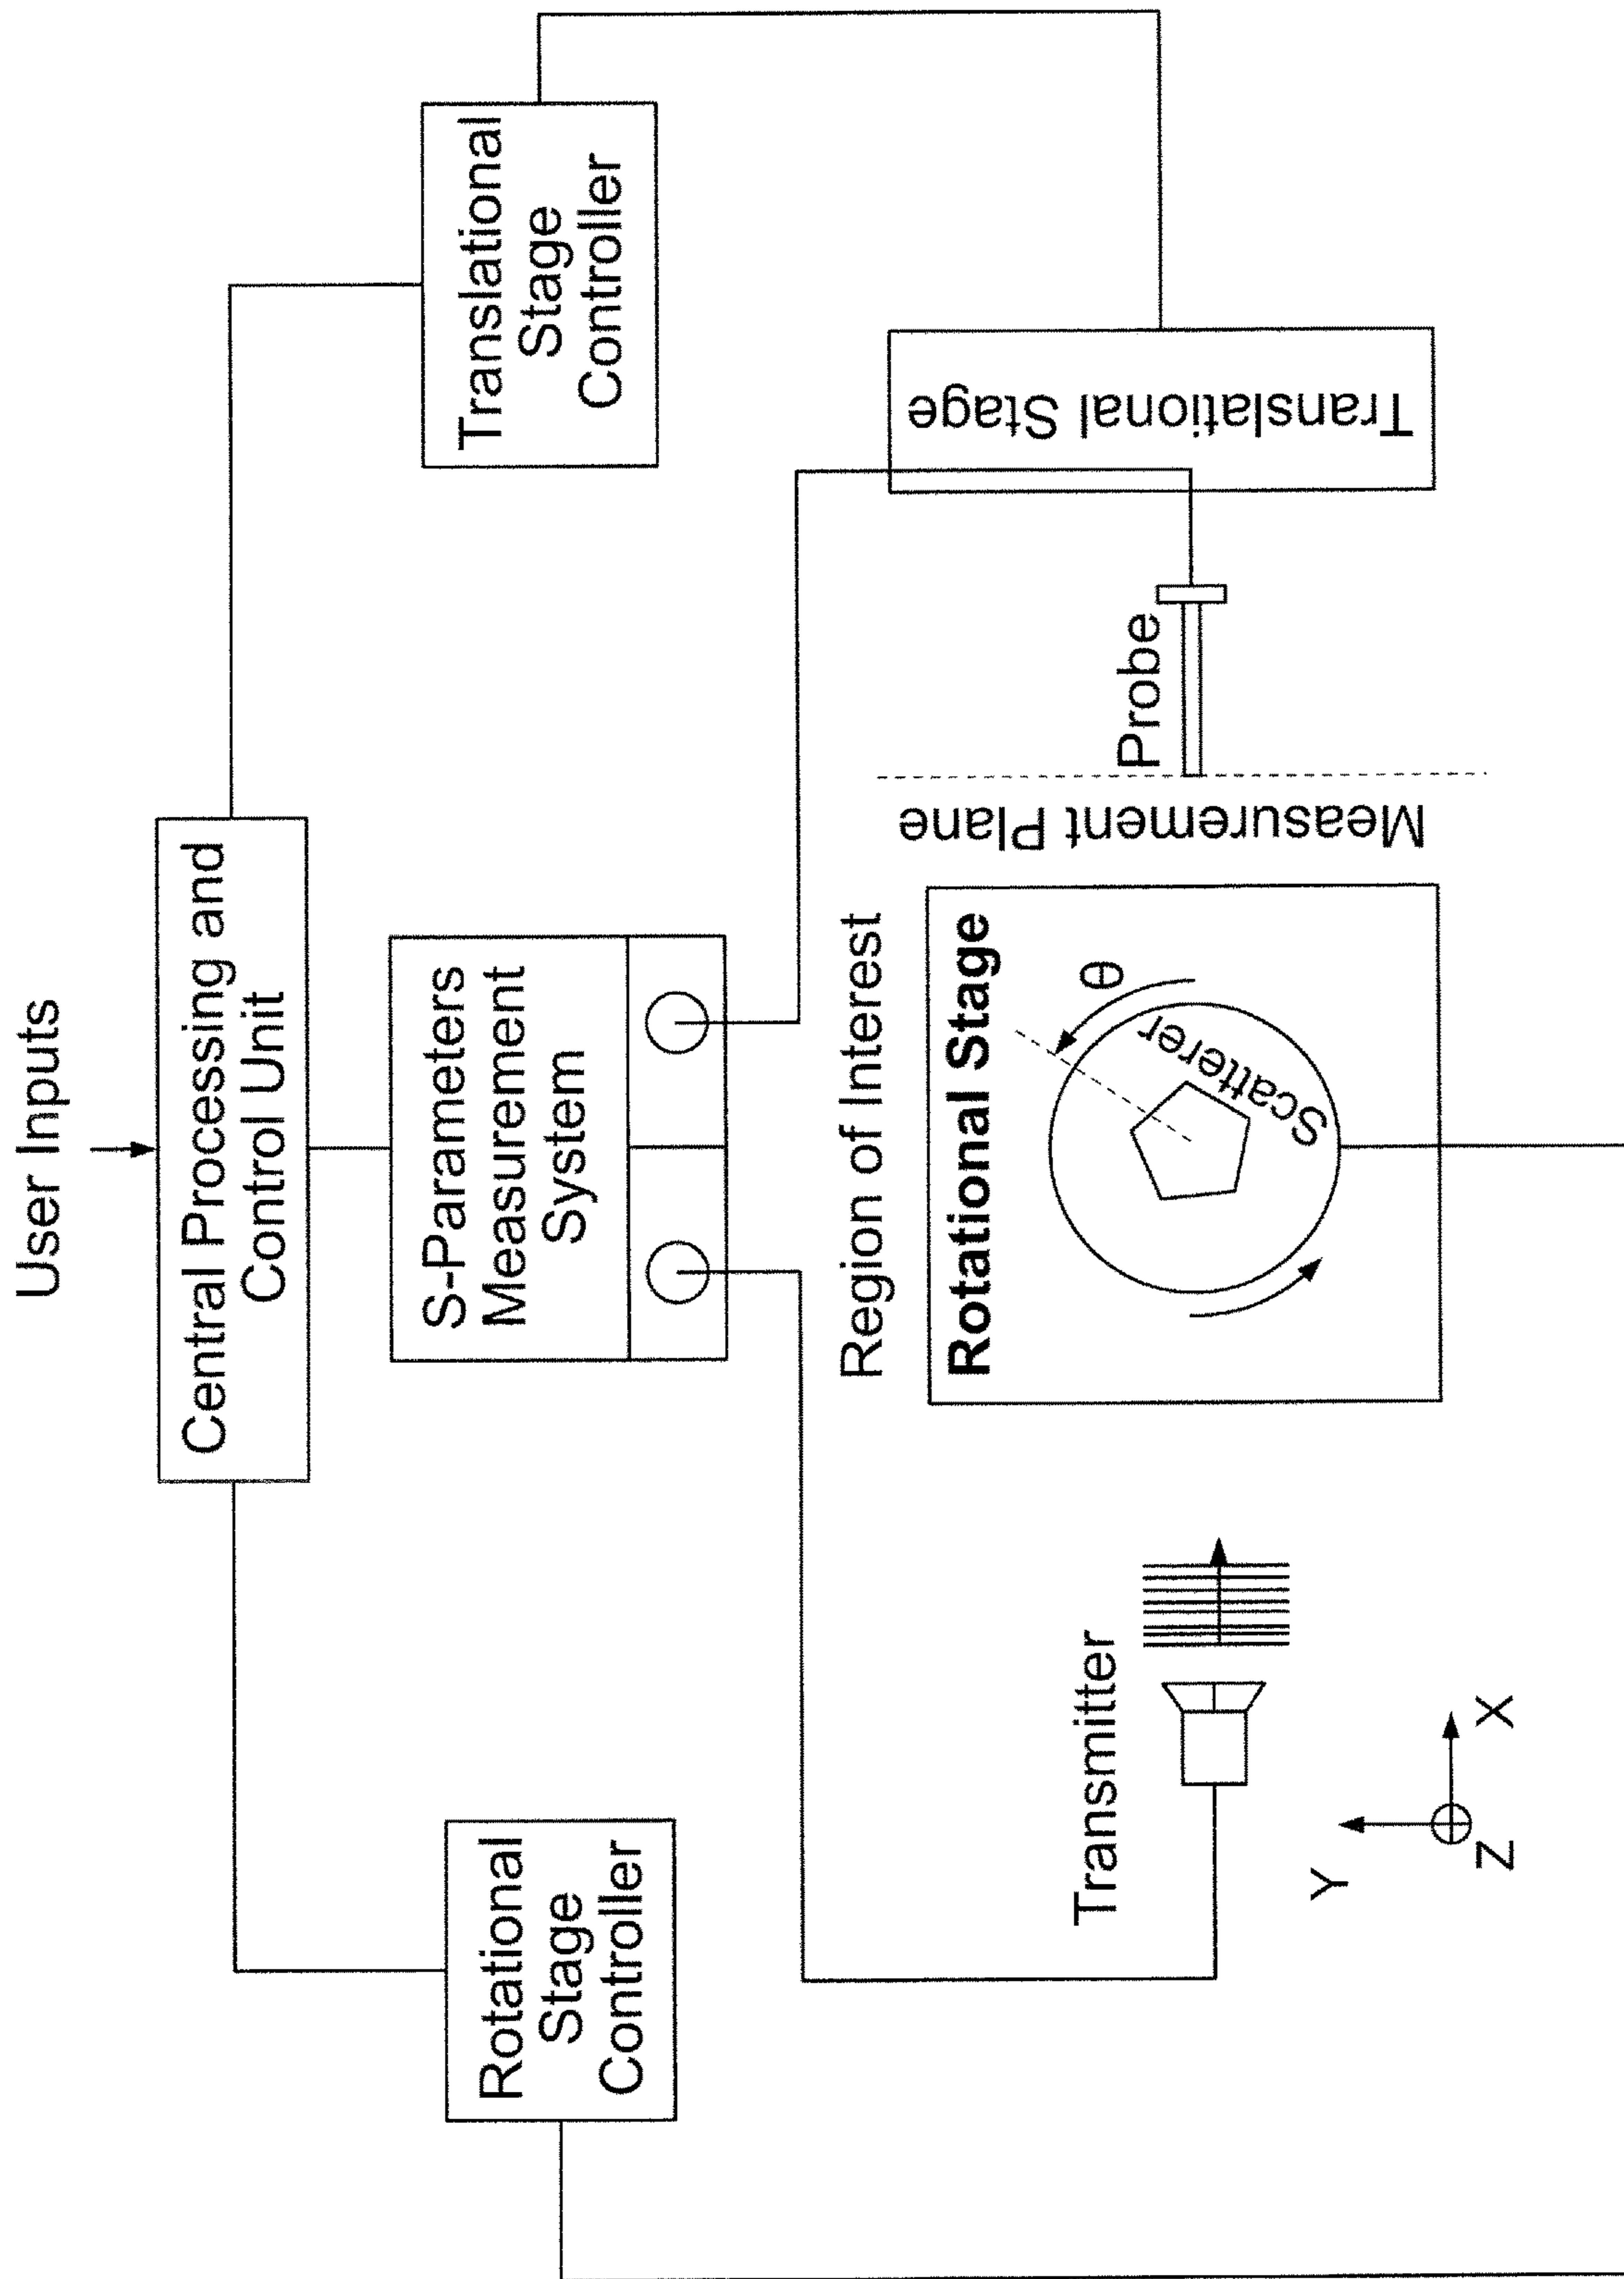 User Inputs
Central Processing and
Control Unit
Rotational
Stage
Controller
S-Parameters
Measurement
System
Translational
Stage
Controller
Region of Interest
Rotational Stage
θ
Scatterer
Measurement Plane
Probe
Translational Stage
Transmitter
Y
Z
X